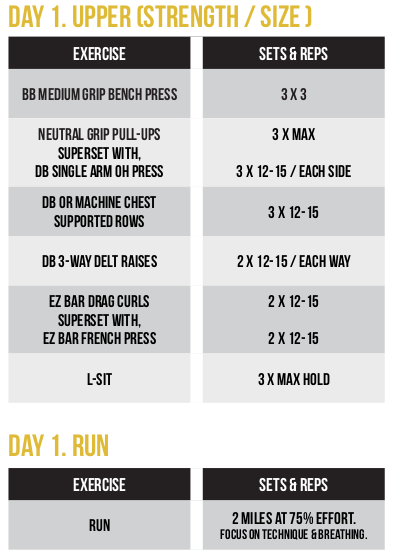 DAY 1. UPPER (STRENGTH / SIZE )
EXERCISE
SETS & REPS
BB MEDIUM GRIP BENCH PRESS
3 X 3
NEUTRAL GRIP PULL-UPS
SUPERSET WITH,
DB SINGLE ARM OH PRESS
3 X MAX
3 X 12-15 / EACH SIDE
DB OR MACHINE CHEST
SUPPORTED ROWS
3 X 12-15
DB 3-WAY DELT RAISES
2 X 12-15 / EACH WAY
EZ BAR DRAG CURLS
SUPERSET WITH,
EZ BAR FRENCH PRESS
2 X 12-15
2 X 12-15
L-SIT
3 X MAX HOLD
DAY 1. RUN
EXERCISE
SETS & REPS
RUN
2 MILES AT 75% EFFORT.
FOCUS ON TECHNIQUE & BREATHING.